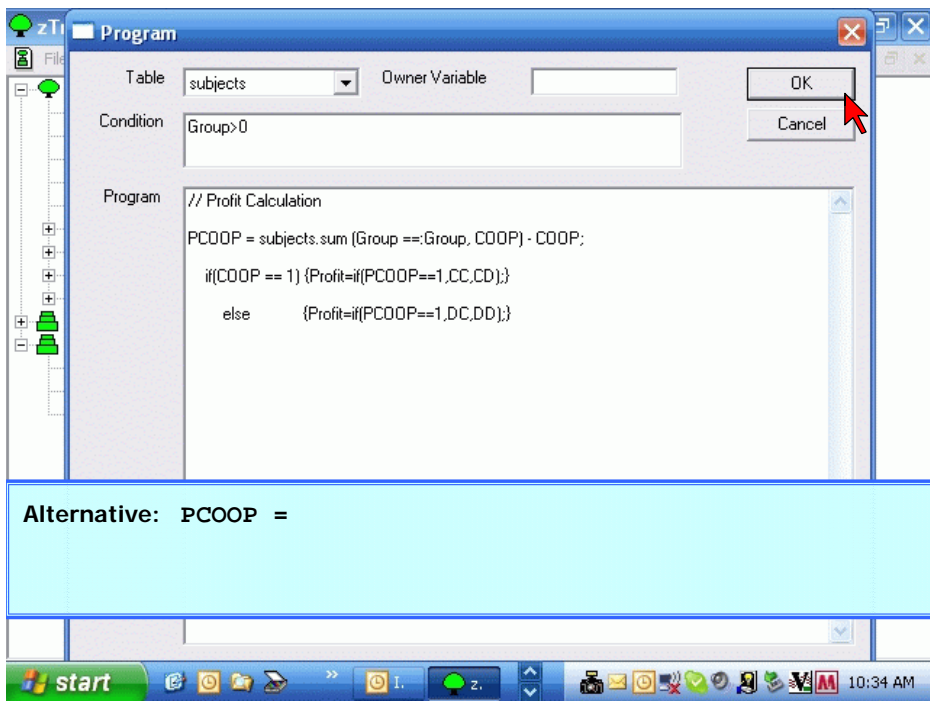 zTr
Program
File
Table
subjects
Owner Variable
OK
Condition
Group>0
Cancel
Program
// Profit Calculation
PCOOP = subjects.sum (Group ==:Group, COOP) - COOP;
if(COOP == 1) {Profit=if(PCOOP==1,CC,CD);}
else {Profit=if(PCOOP==1,DC,DD);}
Alternative: PCOOP =
start
I.
z.
10:34 AM